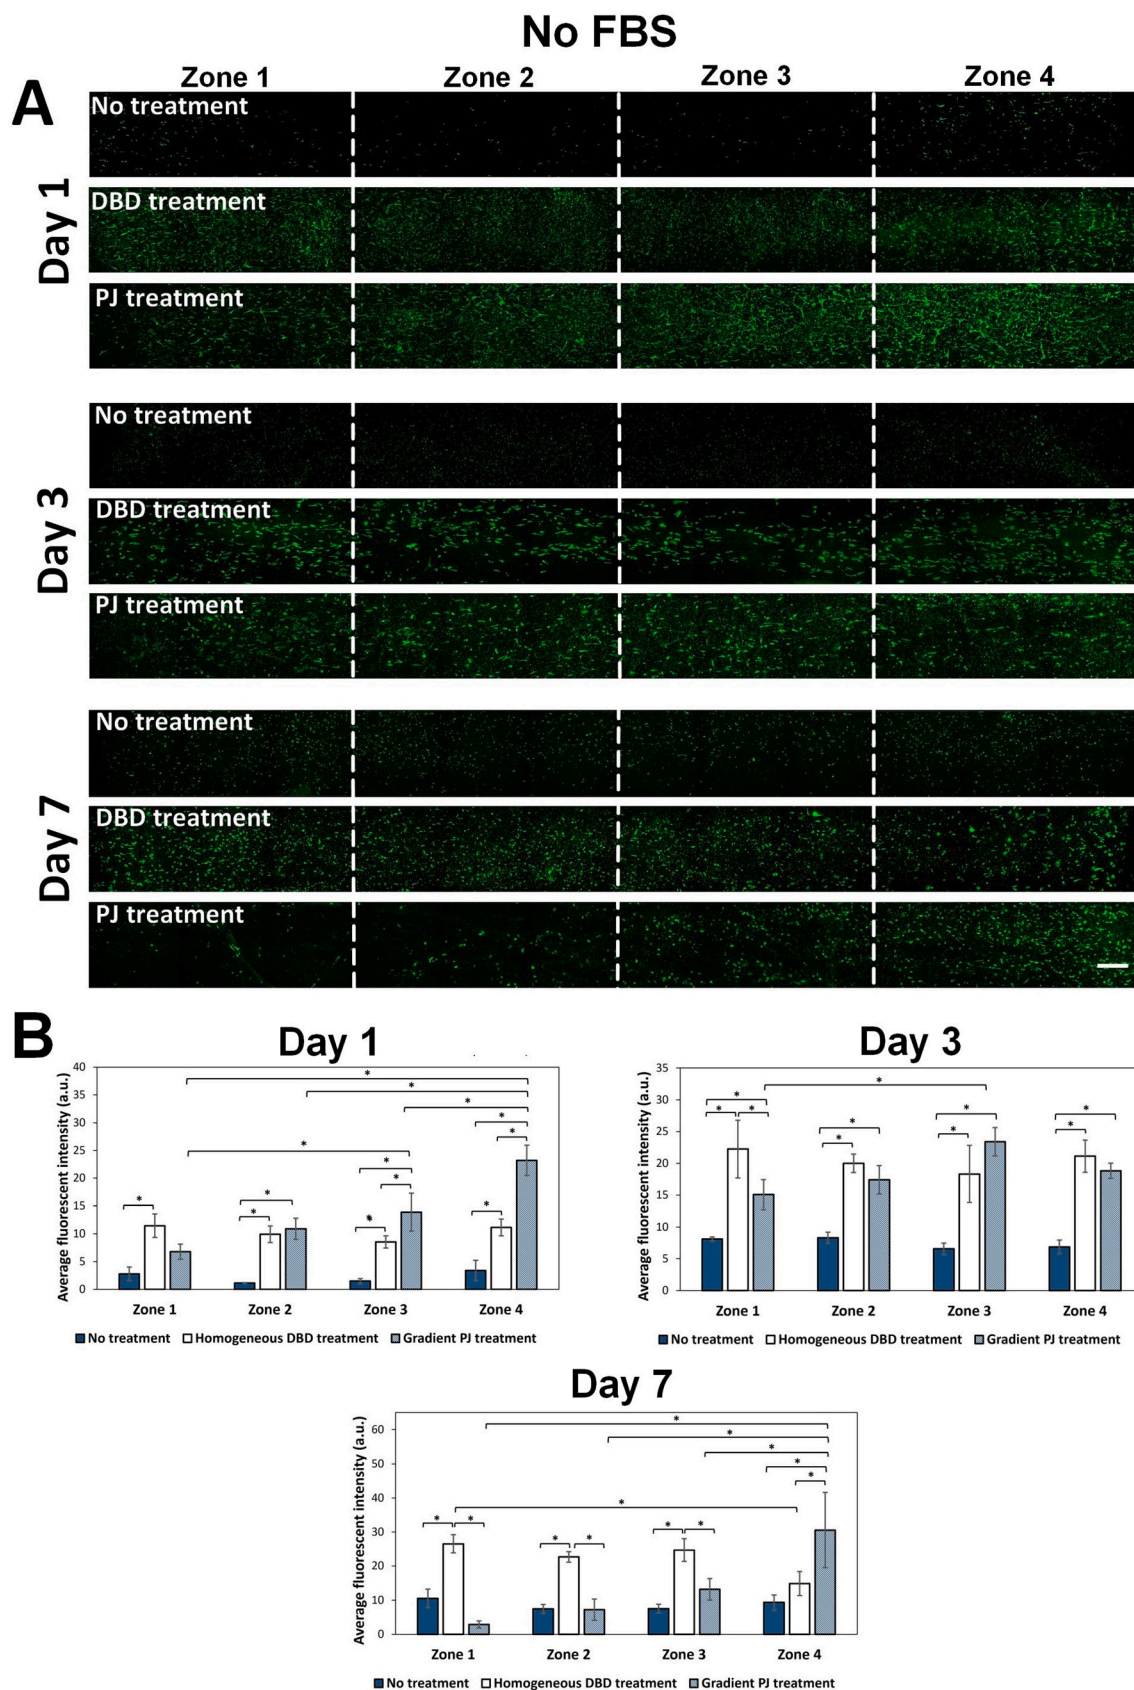 No FBS
Zone 1 Zone 2 Zone 3 Zone 4
A
Day 1
No treatment
DBD treatment
PJ treatment
Day 3
No treatment
DBD treatment
PJ treatment
Day 7
No treatment
DBD treatment
PJ treatment
B
Day 1
Average fluorescent intensity (a.u.)
40
35
30
25
20
15
10
5
0
* * * * * * * * * * * * * *
Zone 1 Zone 2 Zone 3 Zone 4
No treatment Homogeneous DBD treatment Gradient PJ treatment
Day 3
Average fluorescent intensity (a.u.)
35
30
25
20
15
10
5
0
* * * * * * * * * *
Zone 1 Zone 2 Zone 3 Zone 4
No treatment Homogeneous DBD treatment Gradient PJ treatment
Day 7
Average fluorescent intensity (a.u.)
60
50
40
30
20
10
0
* * * * * * * * * * * *
Zone 1 Zone 2 Zone 3 Zone 4
No treatment Homogeneous DBD treatment Gradient PJ treatment